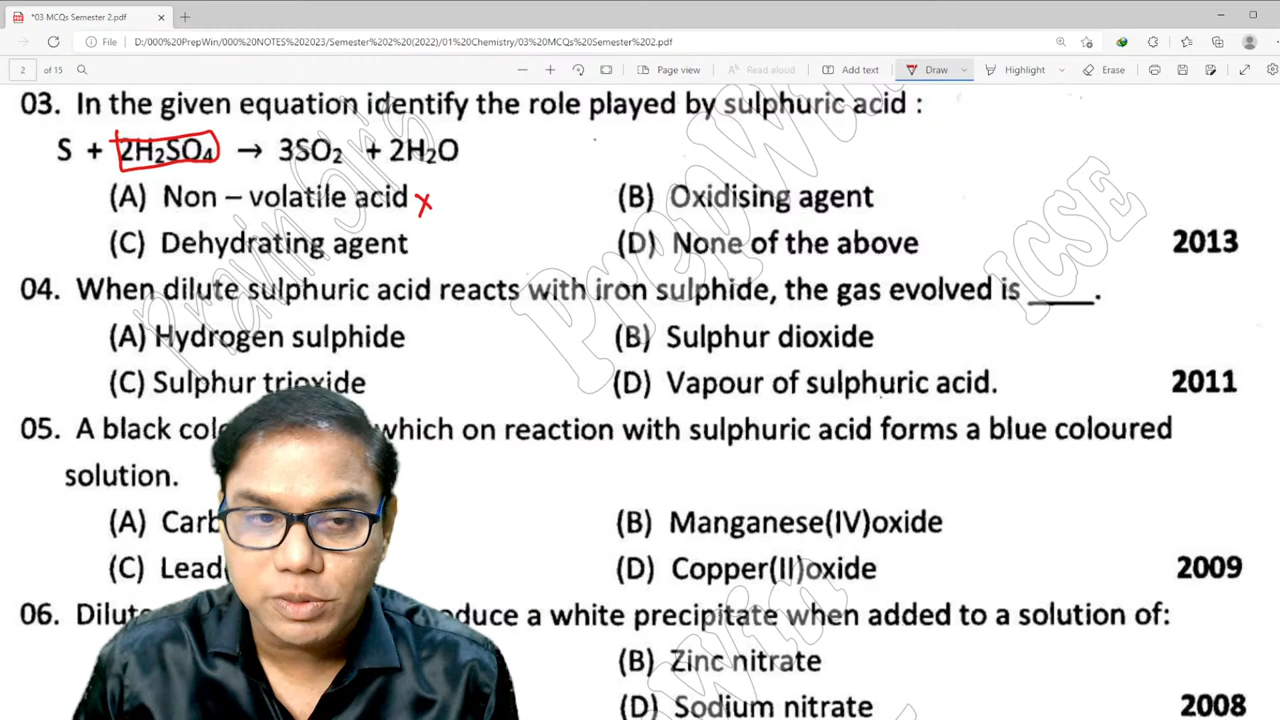 *03 MCQs Semester 2.pdf
File
D:/000%20PrepWin/000%20NOTES%202023/Semester%202%20(2022)/01%20Chemistry/03%20MCQs%20Semester%202.pdf
2 of 15
Page view
Read aloud
Add text
Draw
Highlight
Erase
03. In the given equation identify the role played by sulphuric acid :
S + 2H₂SO₄ → 3SO₂ + 2H₂O
(A) Non – volatile acid x
(B) Oxidising agent
(C) Dehydrating agent
(D) None of the above 2013
04. When dilute sulphuric acid reacts with iron sulphide, the gas evolved is ____.
(A) Hydrogen sulphide
(B) Sulphur dioxide
(C) Sulphur trioxide
(D) Vapour of sulphuric acid. 2011
05. A black which on reaction with sulphuric acid forms a blue coloured
solution.
(A)
(B) Manganese(IV)oxide
(C) Lead
(D) Copper(II)oxide 2009
06. a white precipitate when added to a solution of:
(B) Zinc nitrate
(D) Sodium nitrate 2008
Pravin Sir's
PrepWin
ICSE